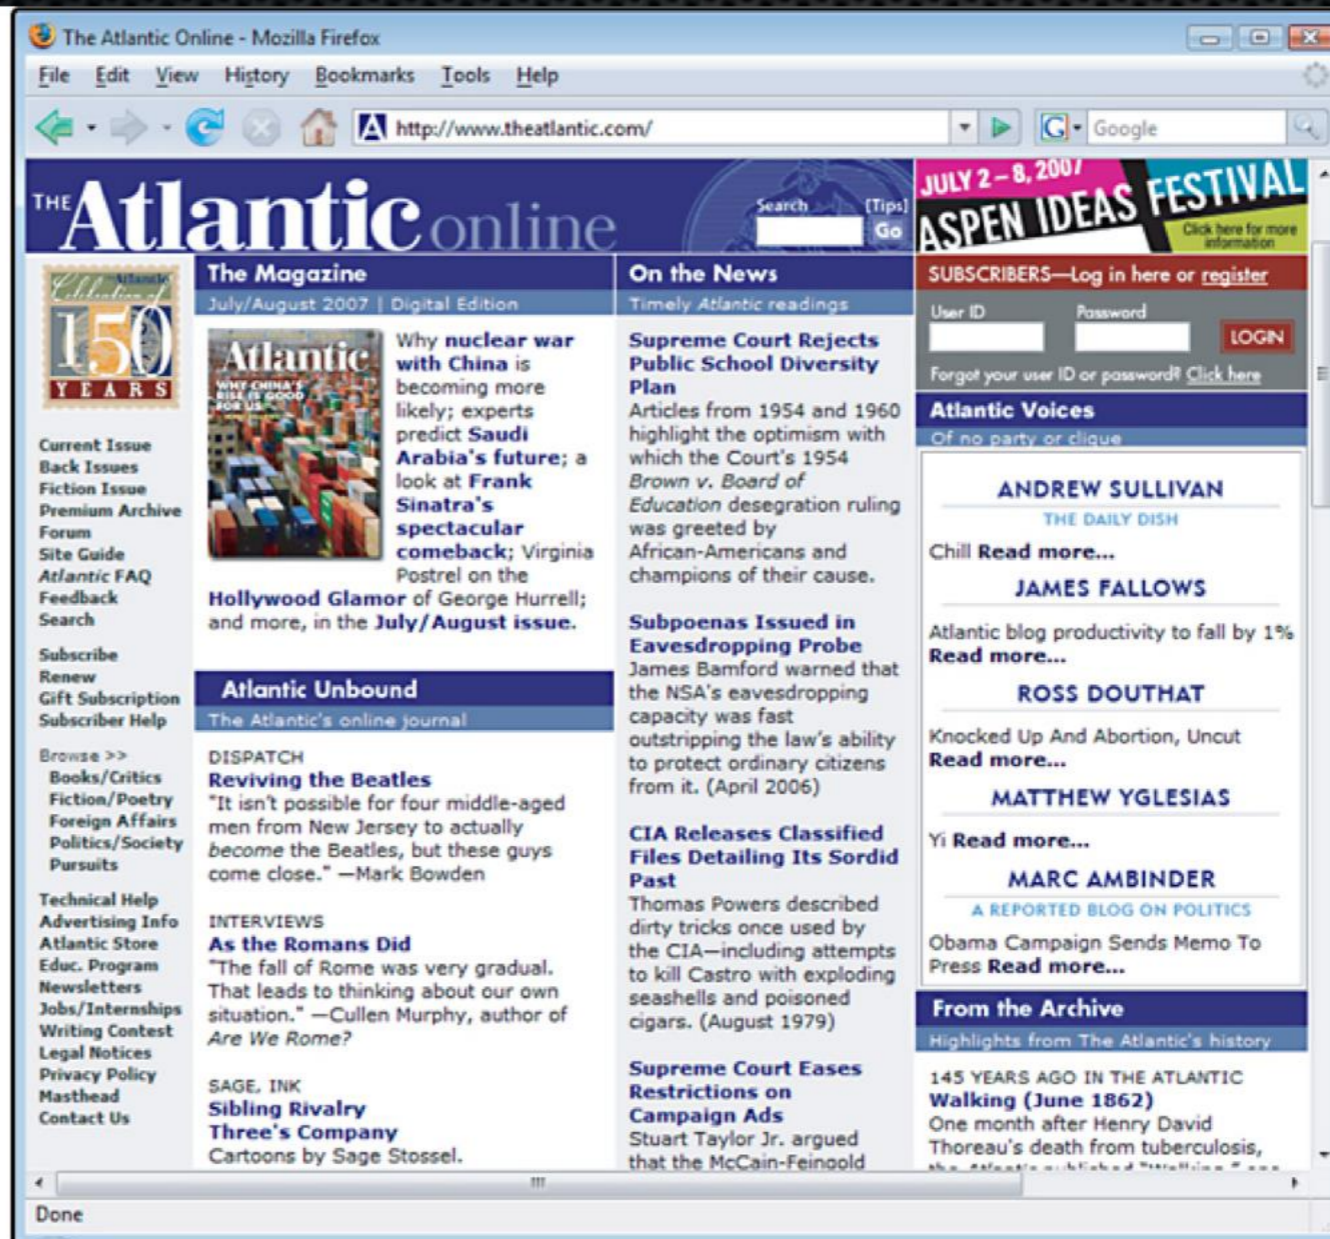 The Atlantic Online - Mozilla Firefox
File Edit View History Bookmarks Tools Help
http://www.theatlantic.com/
G Google
THE Atlantic online
Search [Tips]
Go
JULY 2 – 8, 2007
ASPEN IDEAS FESTIVAL
Click here for more
information
Atlantic
Celebration of
150
YEARS
Current Issue
Back Issues
Fiction Issue
Premium Archive
Forum
Site Guide
Atlantic FAQ
Feedback
Search
Subscribe
Renew
Gift Subscription
Subscriber Help
Browse >>
Books/Critics
Fiction/Poetry
Foreign Affairs
Politics/Society
Pursuits
Technical Help
Advertising Info
Atlantic Store
Educ. Program
Newsletters
Jobs/Internships
Writing Contest
Legal Notices
Privacy Policy
Masthead
Contact Us
The Magazine
July/August 2007 | Digital Edition
Atlantic
WHY CHINA'S
RISE IS GOOD
FOR US
Why nuclear war
with China is
becoming more
likely; experts
predict Saudi
Arabia's future; a
look at Frank
Sinatra's
spectacular
comeback; Virginia
Postrel on the
Hollywood Glamor of George Hurrell;
and more, in the July/August issue.
Atlantic Unbound
The Atlantic's online journal
DISPATCH
Reviving the Beatles
"It isn't possible for four middle-aged
men from New Jersey to actually
become the Beatles, but these guys
come close." —Mark Bowden
INTERVIEWS
As the Romans Did
"The fall of Rome was very gradual.
That leads to thinking about our own
situation." —Cullen Murphy, author of
Are We Rome?
SAGE, INK
Sibling Rivalry
Three's Company
Cartoons by Sage Stossel.
On the News
Timely Atlantic readings
Supreme Court Rejects
Public School Diversity
Plan
Articles from 1954 and 1960
highlight the optimism with
which the Court's 1954
Brown v. Board of
Education desegration ruling
was greeted by
African-Americans and
champions of their cause.
Subpoenas Issued in
Eavesdropping Probe
James Bamford warned that
the NSA's eavesdropping
capacity was fast
outstripping the law's ability
to protect ordinary citizens
from it. (April 2006)
CIA Releases Classified
Files Detailing Its Sordid
Past
Thomas Powers described
dirty tricks once used by
the CIA—including attempts
to kill Castro with exploding
seashells and poisoned
cigars. (August 1979)
Supreme Court Eases
Restrictions on
Campaign Ads
Stuart Taylor Jr. argued
that the McCain-Feingold
SUBSCRIBERS—Log in here or register
User ID Password
LOGIN
Forgot your user ID or password? Click here
Atlantic Voices
Of no party or clique
ANDREW SULLIVAN
THE DAILY DISH
Chill Read more...
JAMES FALLOWS
Atlantic blog productivity to fall by 1%
Read more...
ROSS DOUTHAT
Knocked Up And Abortion, Uncut
Read more...
MATTHEW YGLESIAS
Yi Read more...
MARC AMBINDER
A REPORTED BLOG ON POLITICS
Obama Campaign Sends Memo To
Press Read more...
From the Archive
Highlights from The Atlantic's history
145 YEARS AGO IN THE ATLANTIC
Walking (June 1862)
One month after Henry David
Thoreau's death from tuberculosis,
the Atlantic published "Walking,"
Done